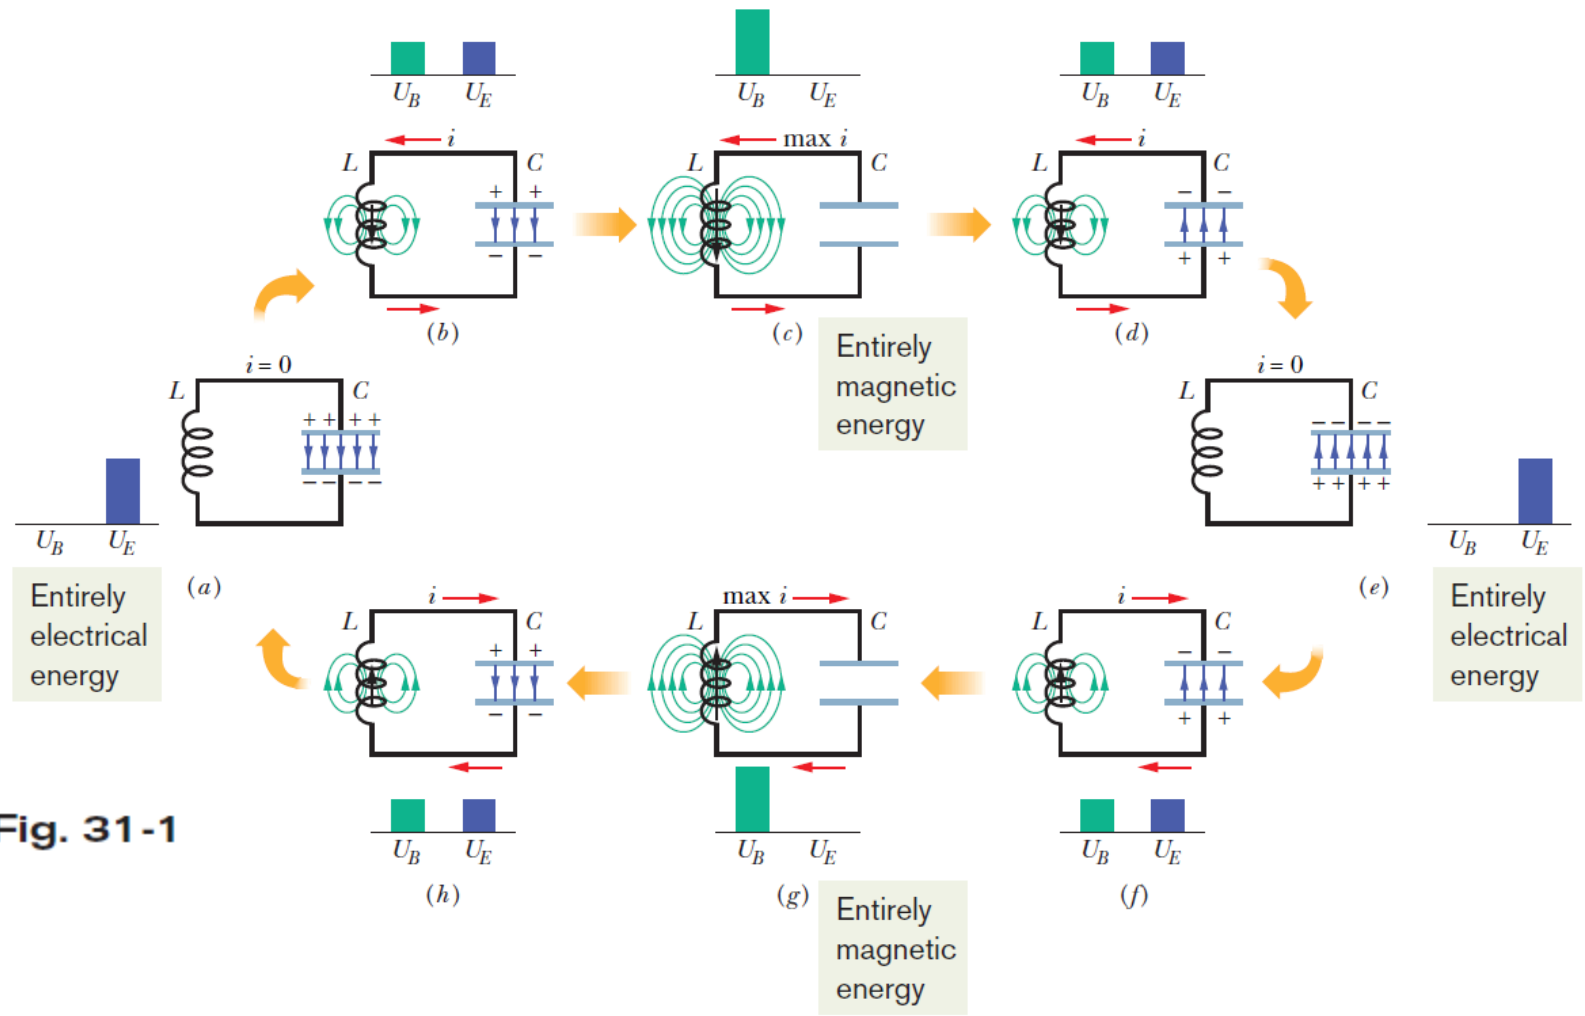 U_B U_E
U_B U_E
U_B U_E
i
L C
+ +
− −
(b)
max i
L C
(c)
Entirely
magnetic
energy
i
L C
− −
+ +
(d)
i = 0
L C
+ + + +
− − − −
U_B U_E
(a)
Entirely
electrical
energy
i = 0
L C
− − − −
+ + + +
U_B U_E
(e)
Entirely
electrical
energy
i
L C
+ +
− −
U_B U_E
(h)
max i
L C
U_B U_E
(g)
Entirely
magnetic
energy
i
L C
− −
+ +
U_B U_E
(f)
Fig. 31-1